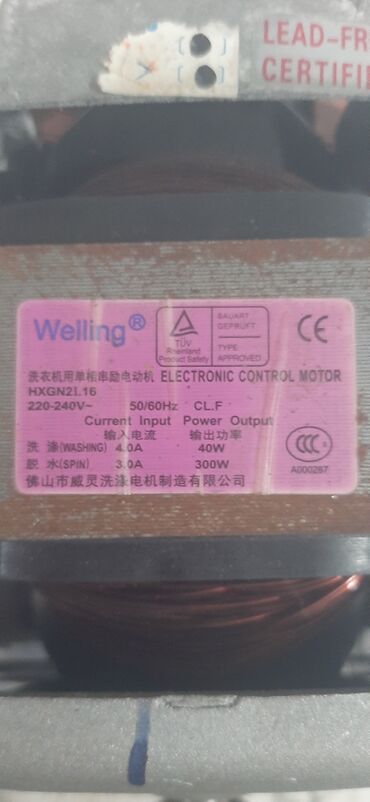 LEAD-FR
CERTIFIE
Welling®
TÜV
Rheinland
Product Safety
BAUART
GEPRÜFT
TYPE
APPROVED
CE
洗衣机用单相串励电动机 ELECTRONIC CONTROL MOTOR
HXGN2I.16
220-240V~ 50/60Hz CL.F
Current Input Power Output
输入电流 输出功率
洗 涤(WASHING) 4.0A 40W
脱 水(SPIN) 3.0A 300W
CCC
A000287
佛山市威灵洗涤电机制造有限公司